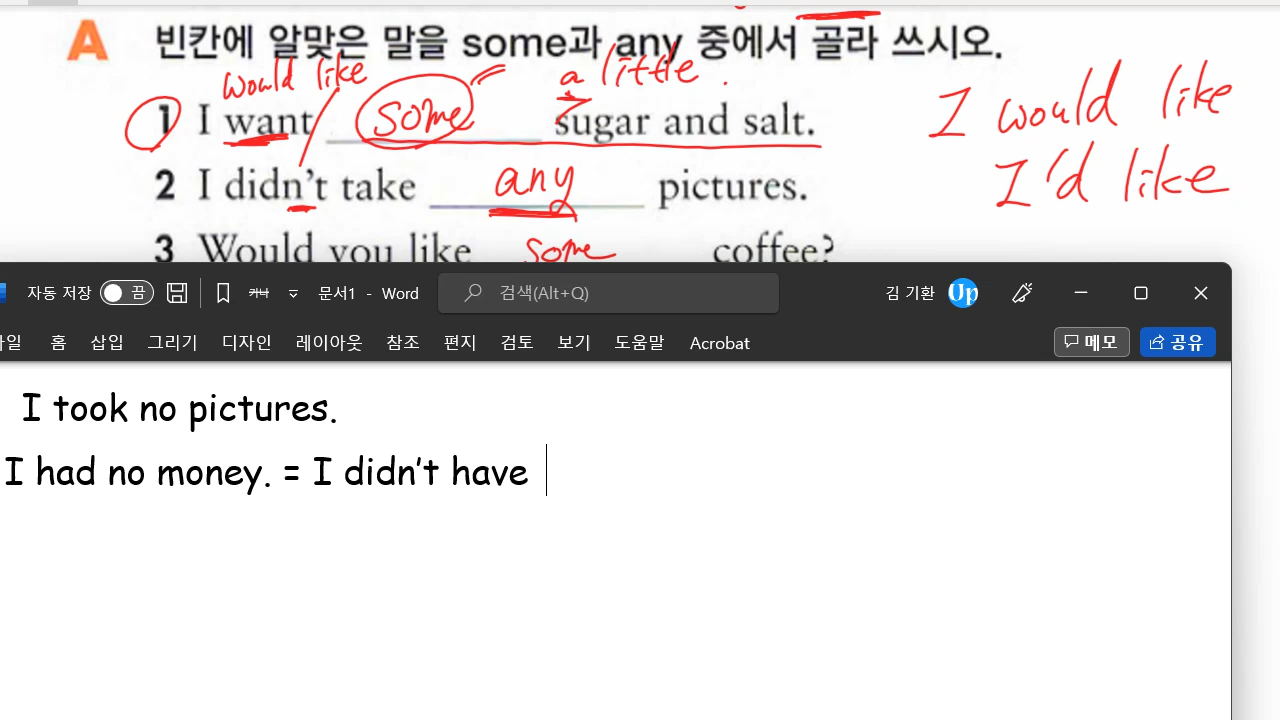 A 빈칸에 알맞은 말을 some과 any 중에서 골라 쓰시오.
would like a little.
1 I want / some sugar and salt. I would like
2 I didn't take any pictures. I'd like
3 Would you like some coffee?
자동 저장 끔 가나 문서1 - Word 검색(Alt+Q) 김 기환 Up
일 홈 삽입 그리기 디자인 레이아웃 참조 편지 검토 보기 도움말 Acrobat 메모 공유
I took no pictures.
I had no money. = I didn't have